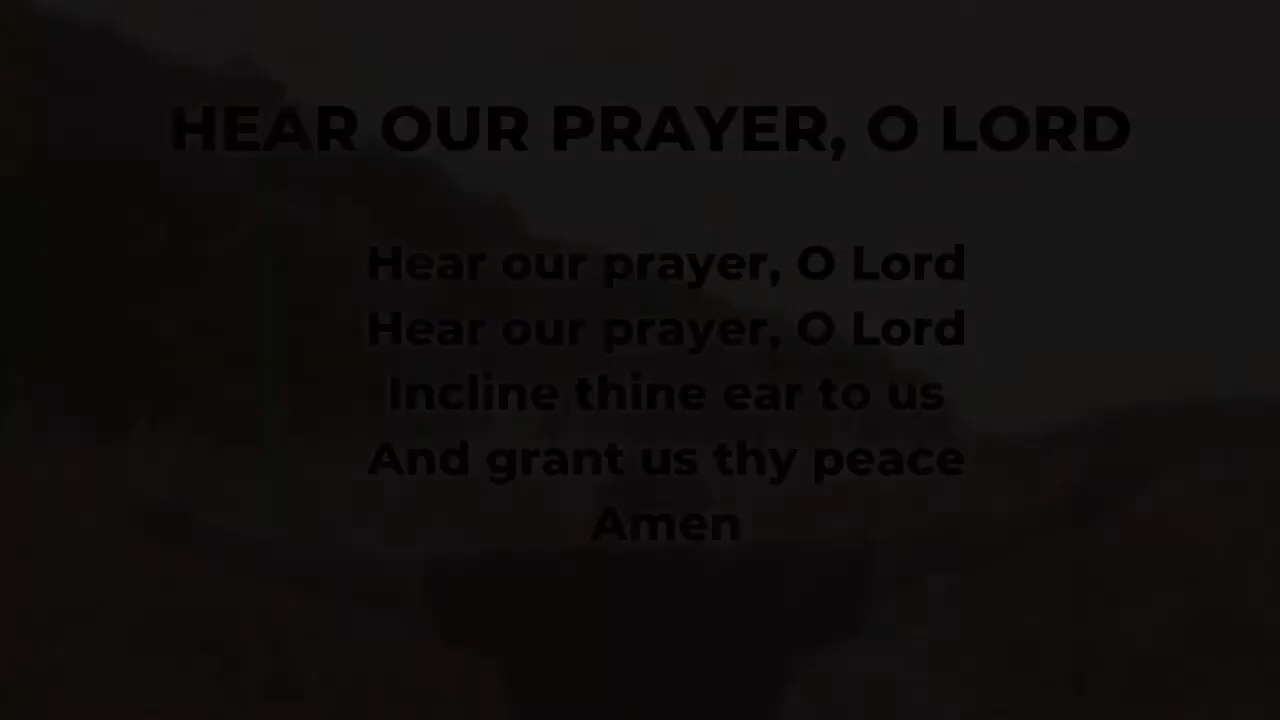 HEAR OUR PRAYER, O LORD
Hear our prayer, O Lord
Hear our prayer, O Lord
Incline thine ear to us
And grant us thy peace
Amen